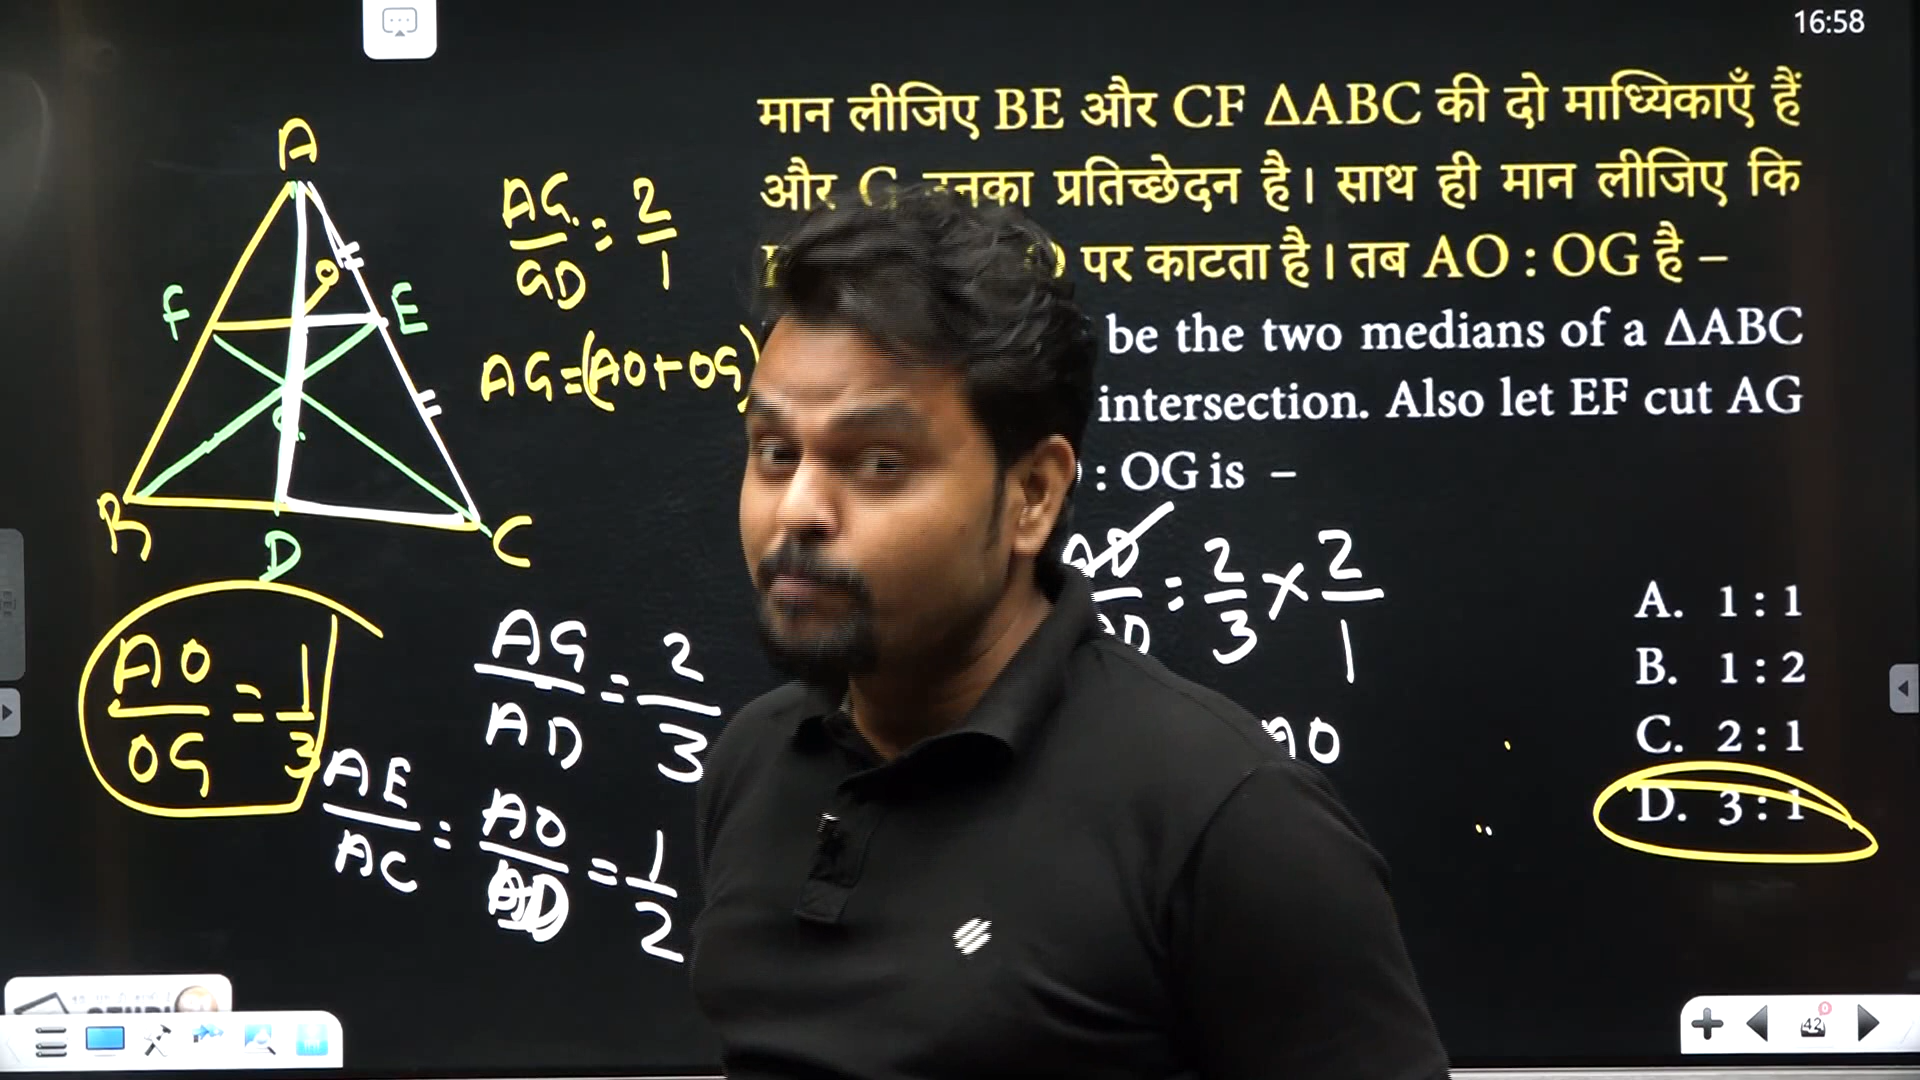 16:58
मान लीजिए BE और CF ΔABC की दो माध्यिकाएँ हैं
और G उनका प्रतिच्छेदन है। साथ ही मान लीजिए कि
पर काटता है। तब AO : OG है –
be the two medians of a ΔABC
intersection. Also let EF cut AG
: OG is –
A. 1 : 1
B. 1 : 2
C. 2 : 1
D. 3 : 1
A
F
O
E
G
B
D
C
AG/GD = 2/1
AG = (AO + OG)
AO/OG = 1/3
AG/AD = 2/3
AE/AC = AO/AD = 1/2
= 2/3 × 2/1
AO
42